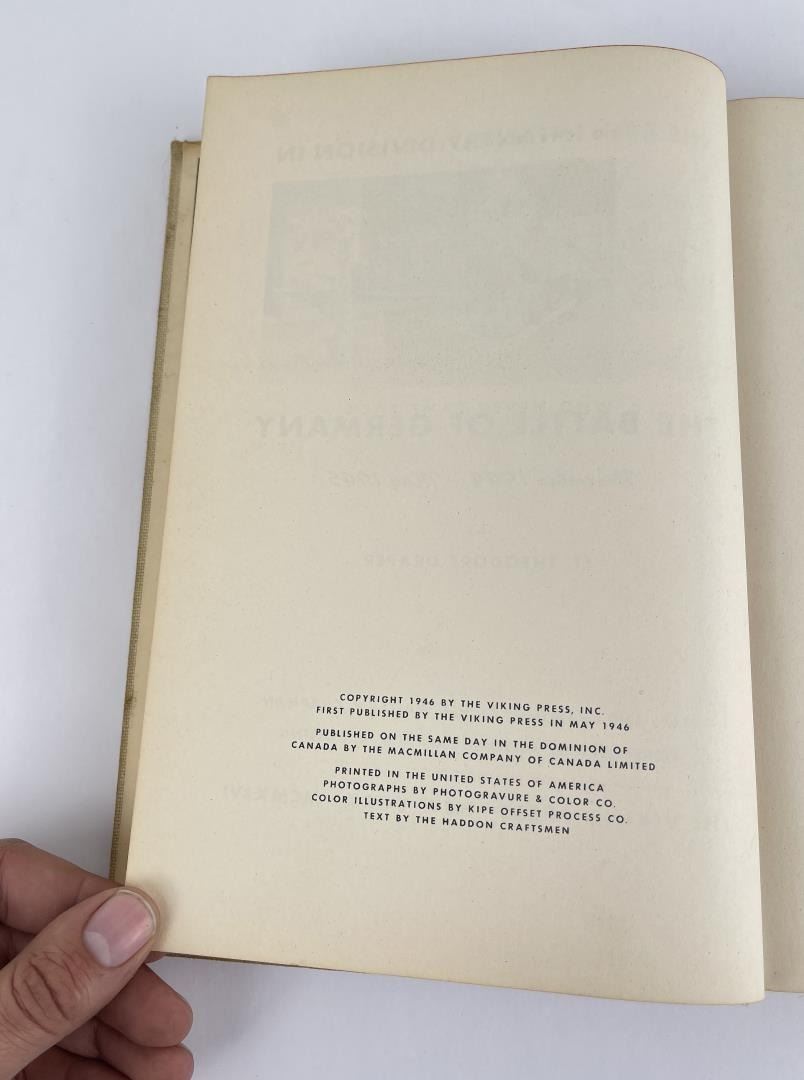 COPYRIGHT 1946 BY THE VIKING PRESS, INC.
FIRST PUBLISHED BY THE VIKING PRESS IN MAY 1946
PUBLISHED ON THE SAME DAY IN THE DOMINION OF
CANADA BY THE MACMILLAN COMPANY OF CANADA LIMITED
PRINTED IN THE UNITED STATES OF AMERICA
PHOTOGRAPHS BY PHOTOGRAVURE & COLOR CO.
COLOR ILLUSTRATIONS BY KIPE OFFSET PROCESS CO.
TEXT BY THE HADDON CRAFTSMEN